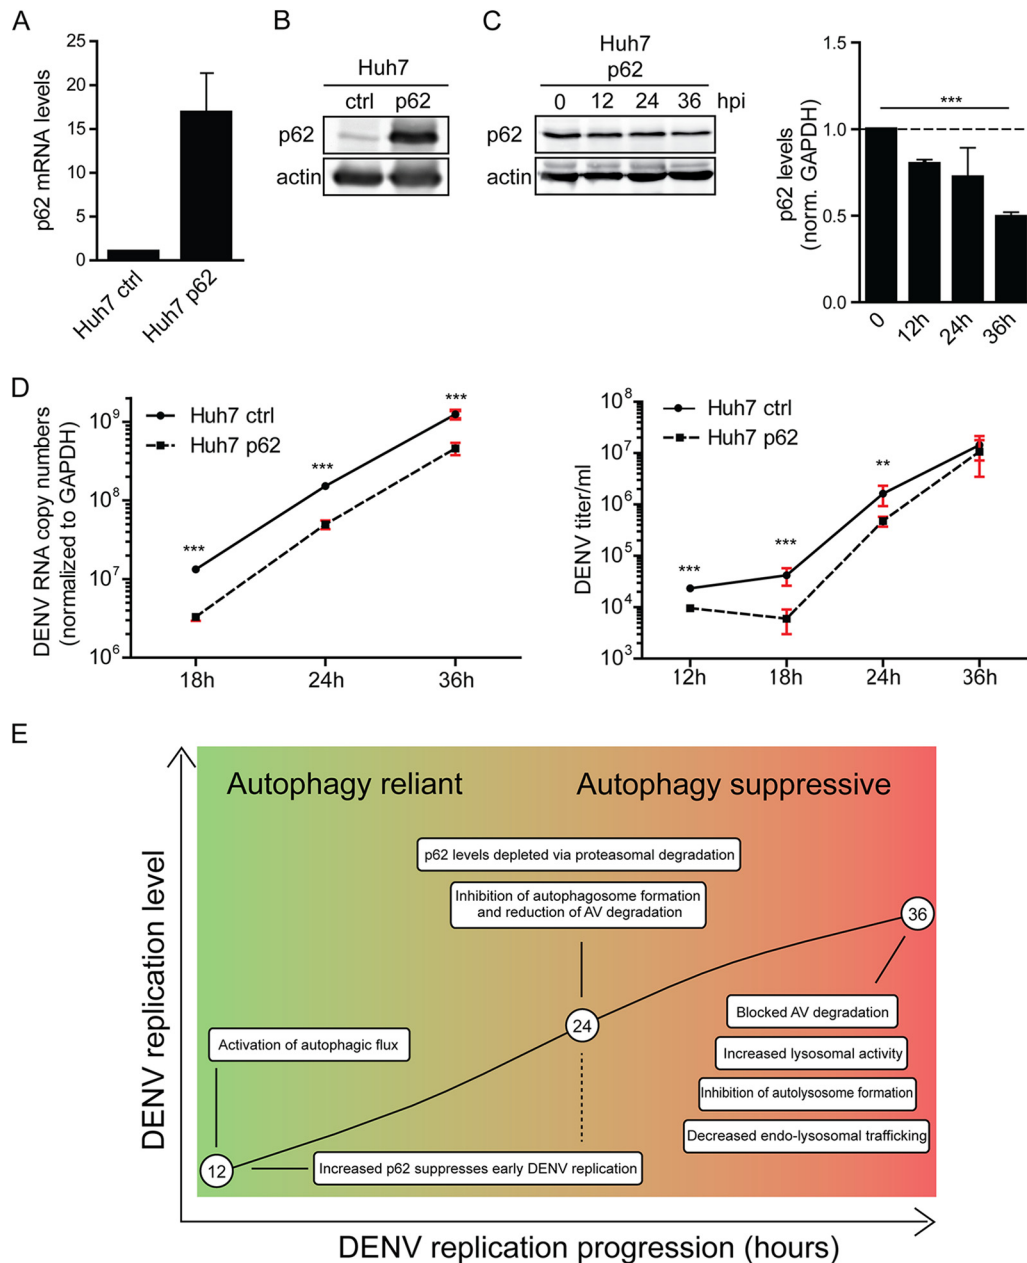 A
p62 mRNA levels
25
20
15
10
5
0
Huh7 ctrl
Huh7 p62
B
Huh7
ctrl p62
p62
actin
C
Huh7
p62
0 12 24 36 hpi
p62
actin
p62 levels
(norm. GAPDH)
1.5
1.0
0.5
0.0
***
0
12h
24h
36h
D
DENV RNA copy numbers
(normalized to GAPDH)
10⁹
10⁸
10⁷
10⁶
Huh7 ctrl
Huh7 p62
***
***
***
18h
24h
36h
DENV titer/ml
10⁸
10⁷
10⁶
10⁵
10⁴
10³
Huh7 ctrl
Huh7 p62
***
***
**
12h
18h
24h
36h
E
DENV replication level
Autophagy reliant
Autophagy suppressive
p62 levels depleted via proteasomal degradation
Inhibition of autophagosome formation
and reduction of AV degradation
36
24
Blocked AV degradation
Activation of autophagic flux
Increased lysosomal activity
Inhibition of autolysosome formation
Decreased endo-lysosomal trafficking
12
Increased p62 suppresses early DENV replication
DENV replication progression (hours)